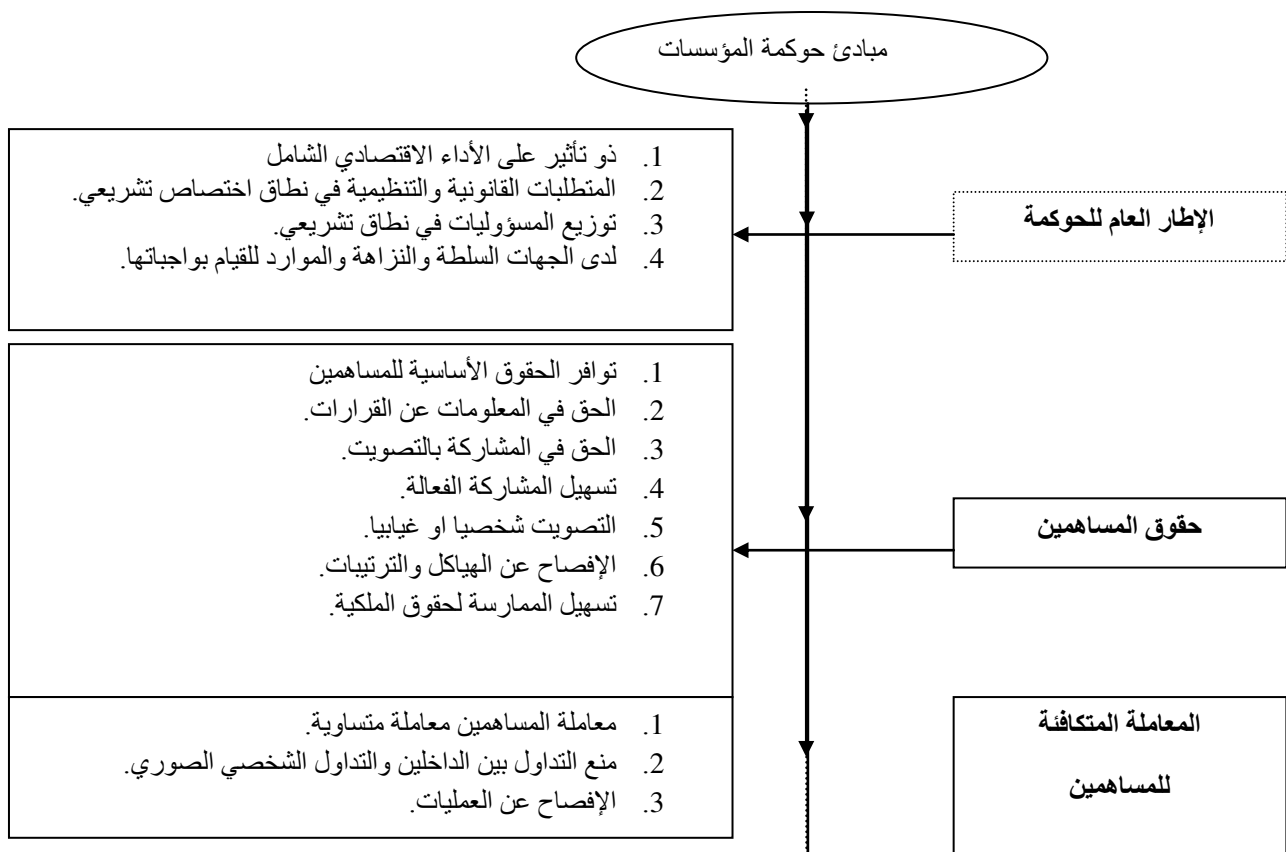 مبادئ حوكمة المؤسسات
الإطار العام للحوكمة
1. ذو تأثير على الأداء الاقتصادي الشامل
2. المتطلبات القانونية والتنظيمية في نطاق اختصاص تشريعي.
3. توزيع المسؤوليات في نطاق تشريعي.
4. لدى الجهات السلطة والنزاهة والموارد للقيام بواجباتها.
حقوق المساهمين
1. توافر الحقوق الأساسية للمساهمين
2. الحق في المعلومات عن القرارات.
3. الحق في المشاركة بالتصويت.
4. تسهيل المشاركة الفعالة.
5. التصويت شخصيا او غيابيا.
6. الإفصاح عن الهياكل والترتيبات.
7. تسهيل الممارسة لحقوق الملكية.
المعاملة المتكافئة
للمساهمين
1. معاملة المساهمين معاملة متساوية.
2. منع التداول بين الداخلين والتداول الشخصي الصوري.
3. الإفصاح عن العمليات.